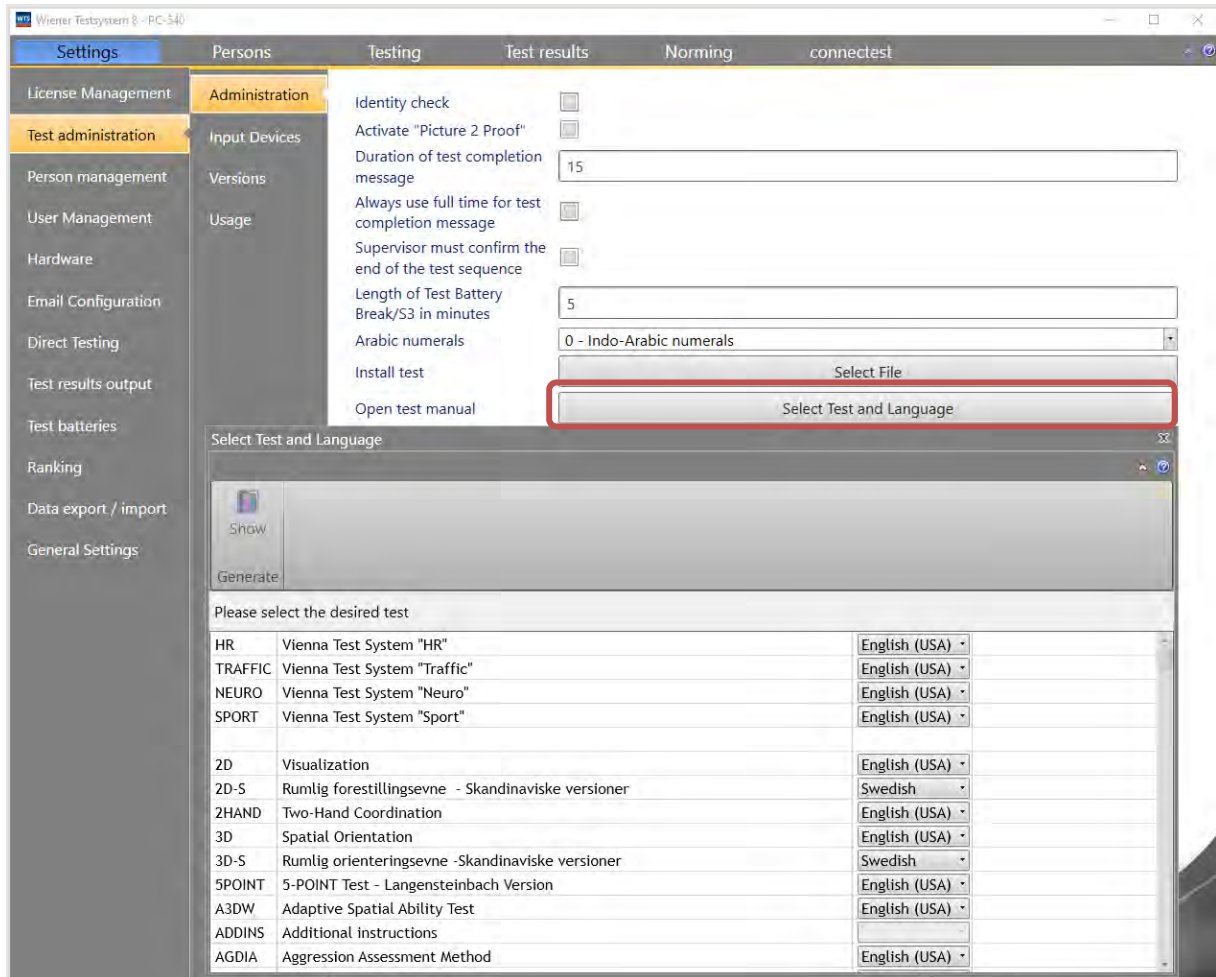 WTS Wiener Testsystem 8 - PC-540
Settings Persons Testing Test results Norming connectest
License Management
Test administration
Person management
User Management
Hardware
Email Configuration
Direct Testing
Test results output
Test batteries
Ranking
Data export / import
General Settings
Administration
Input Devices
Versions
Usage
Identity check
Activate "Picture 2 Proof"
Duration of test completion
message
15
Always use full time for test
completion message
Supervisor must confirm the
end of the test sequence
Length of Test Battery
Break/S3 in minutes
5
Arabic numerals 0 - Indo-Arabic numerals
Install test Select File
Open test manual Select Test and Language
Select Test and Language
Show
Generate
Please select the desired test
HR Vienna Test System "HR" English (USA)
TRAFFIC Vienna Test System "Traffic" English (USA)
NEURO Vienna Test System "Neuro" English (USA)
SPORT Vienna Test System "Sport" English (USA)
2D Visualization English (USA)
2D-S Rumlig forestillingsevne - Skandinaviske versioner Swedish
2HAND Two-Hand Coordination English (USA)
3D Spatial Orientation English (USA)
3D-S Rumlig orienteringsevne -Skandinaviske versioner Swedish
5POINT 5-POINT Test - Langensteinbach Version English (USA)
A3DW Adaptive Spatial Ability Test English (USA)
ADDINS Additional instructions
AGDIA Aggression Assessment Method English (USA)